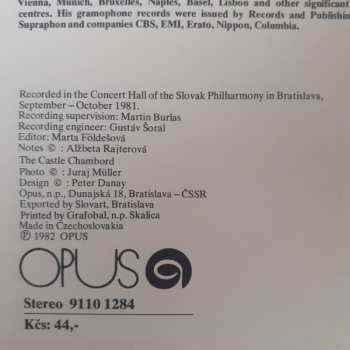 Vienna, Munich, Bruxelles, Naples, Basel, Lisbon and other significant
centres. His gramophone records were issued by Records and Publishin
Supraphon and companies CBS, EMI, Erato, Nippon, Columbia.
Recorded in the Concert Hall of the Slovak Philharmony in Bratislava,
September—October 1981.
Recording supervision: Martin Burlas
Recording engineer: Gustáv Šoral
Editor: Marta Földešová
Notes © : Alžbeta Rajterová
The Castle Chambord
Photo © : Juraj Müller
Design © : Peter Danay
Opus, n.p., Dunajská 18, Bratislava - ČSSR
Exported by Slovart, Bratislava
Printed by Grafobal, n.p. Skalica
Made in Czechoslovakia
℗ 1982 OPUS
OPUS
Stereo 9110 1284
Kčs: 44,-